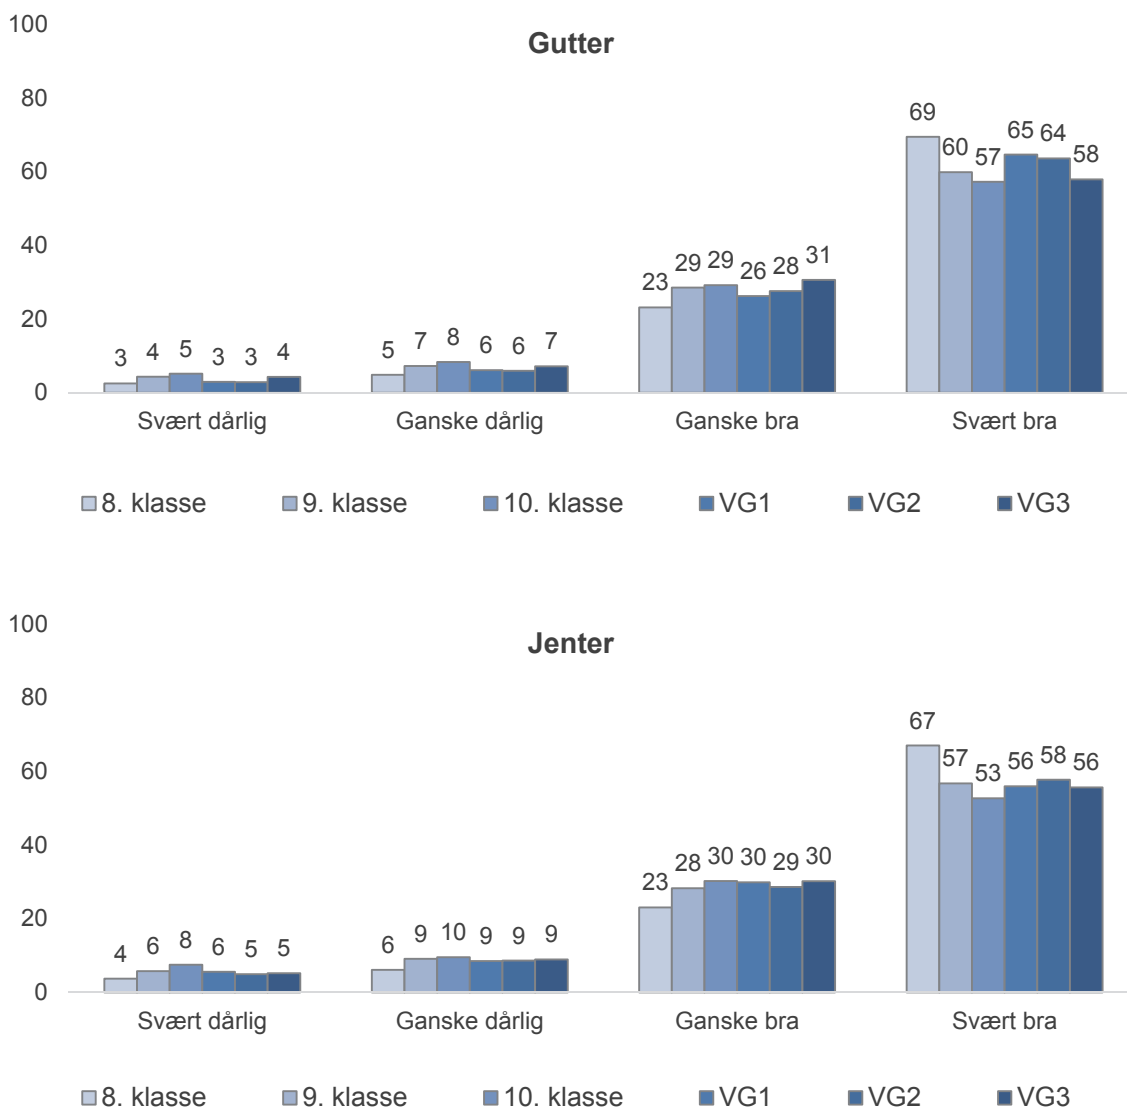 Gutter
100
80
60
40
20
0
3 4 5 3 3 4
5 7 8 6 6 7
23 29 29 26 28 31
69 60 57 65 64 58
Svært dårlig Ganske dårlig Ganske bra Svært bra
8. klasse 9. klasse 10. klasse VG1 VG2 VG3
Jenter
100
80
60
40
20
0
4 6 8 6 5 5
6 9 10 9 9 9
23 28 30 30 29 30
67 57 53 56 58 56
Svært dårlig Ganske dårlig Ganske bra Svært bra
8. klasse 9. klasse 10. klasse VG1 VG2 VG3